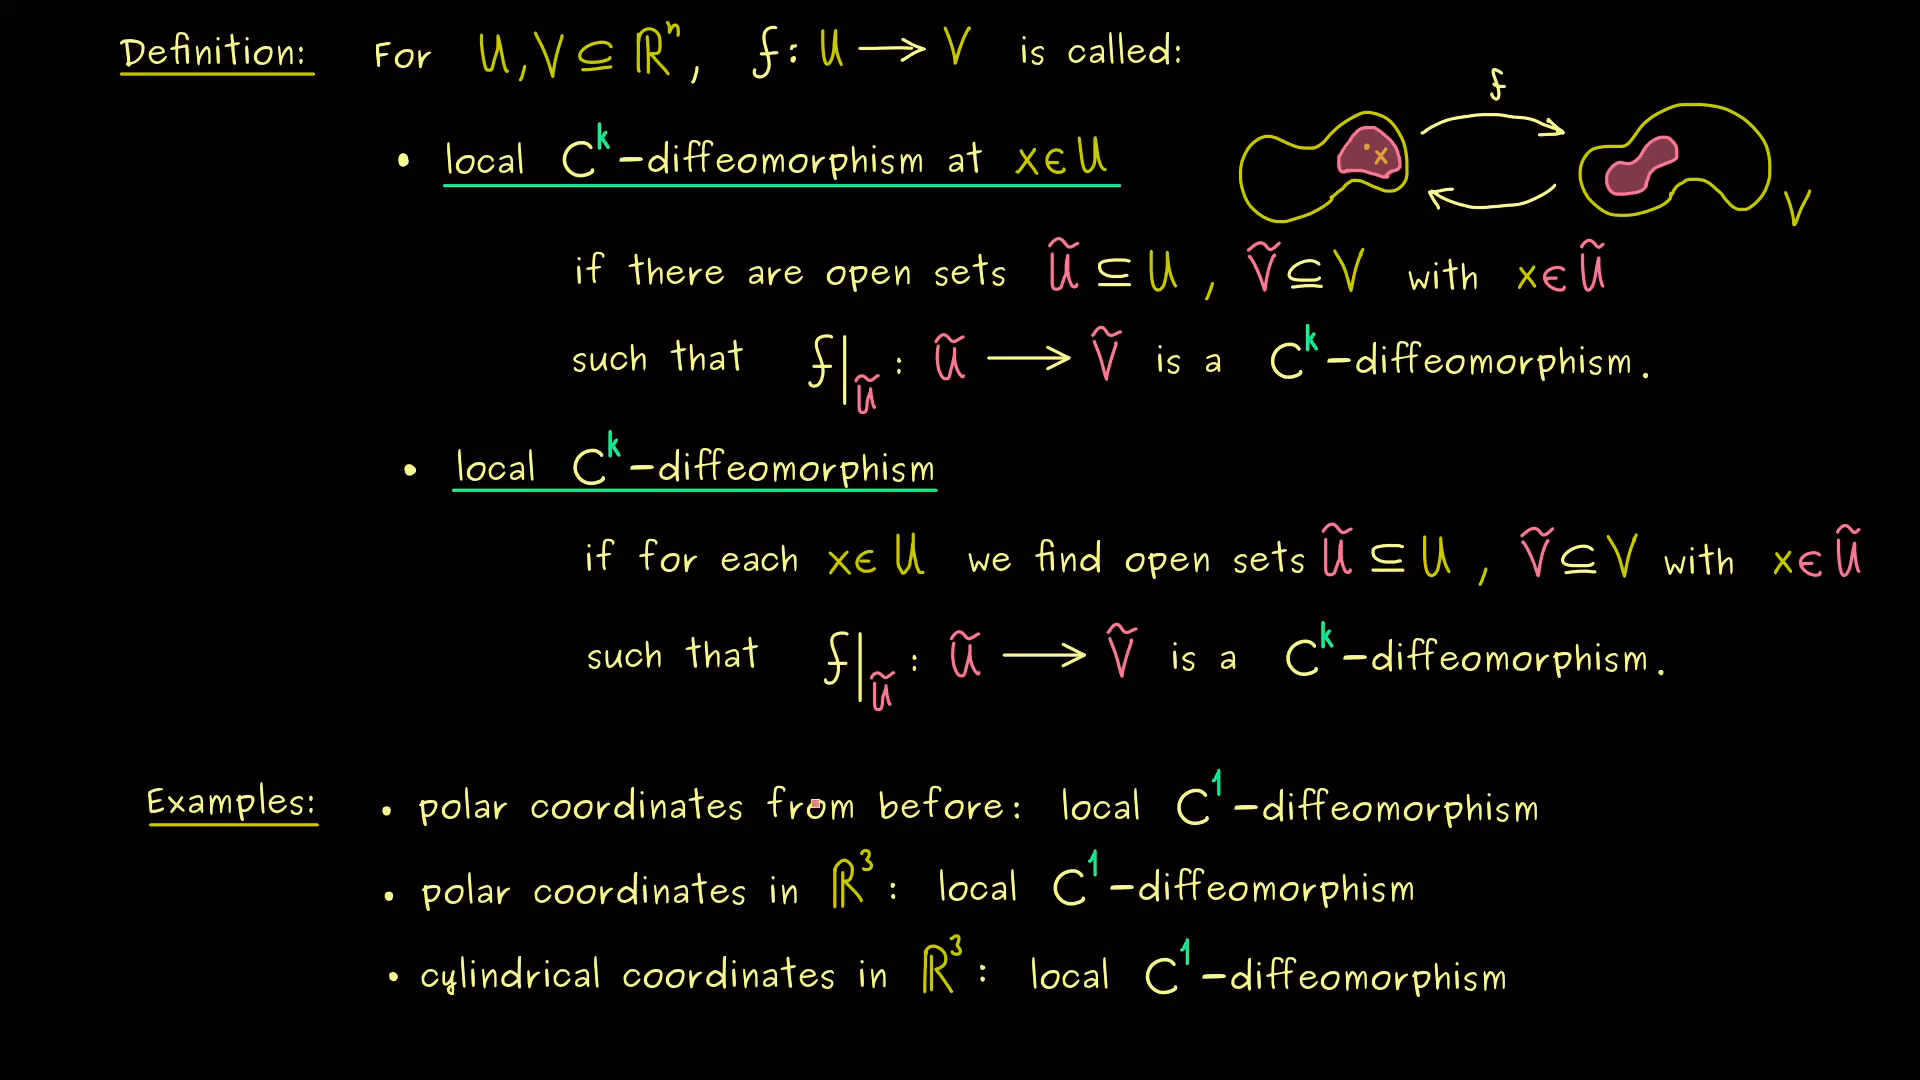 Definition: For U, V ⊆ ℝⁿ, f: U ⟶ V is called:
f
• local Cᵏ-diffeomorphism at x ∈ U
x
V
if there are open sets Ũ ⊆ U, Ṽ ⊆ V with x ∈ Ũ
such that f|_Ũ : Ũ ⟶ Ṽ is a Cᵏ-diffeomorphism.
• local Cᵏ-diffeomorphism
if for each x ∈ U we find open sets Ũ ⊆ U, Ṽ ⊆ V with x ∈ Ũ
such that f|_Ũ : Ũ ⟶ Ṽ is a Cᵏ-diffeomorphism.
Examples: • polar coordinates from before: local C¹-diffeomorphism
• polar coordinates in ℝ³: local C¹-diffeomorphism
• cylindrical coordinates in ℝ³: local C¹-diffeomorphism